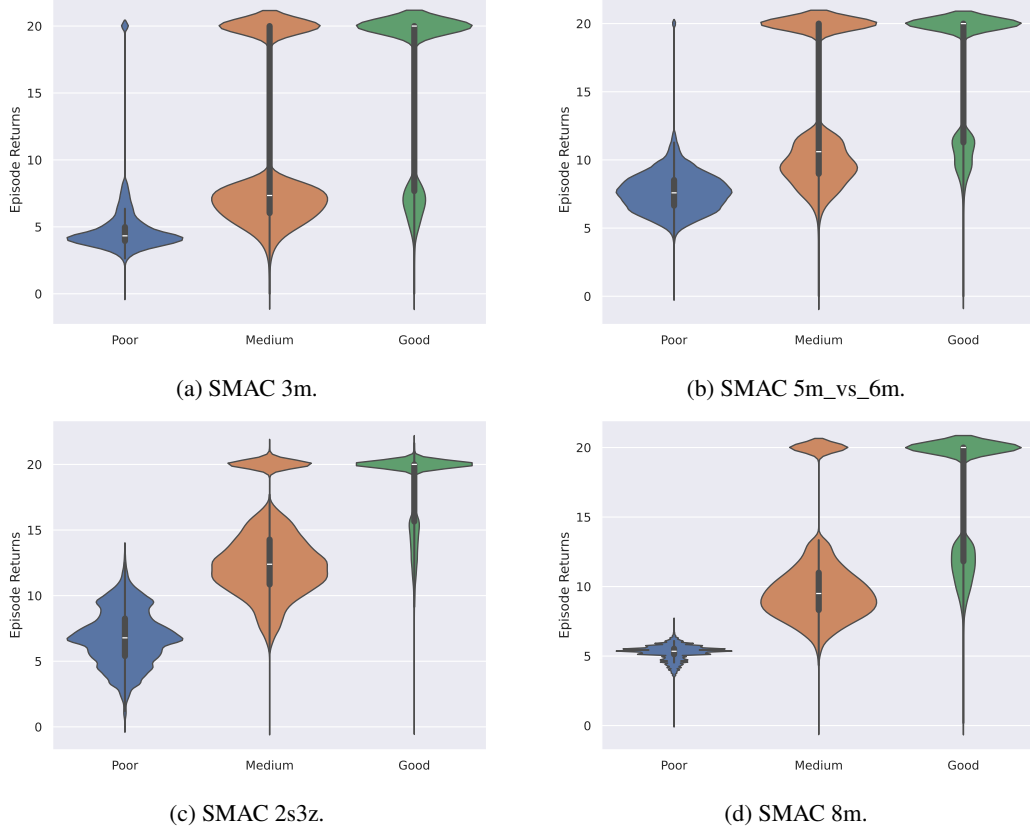 Episode Returns
20
15
10
5
0
Poor
Medium
Good
(a) SMAC 3m.
Episode Returns
20
15
10
5
0
Poor
Medium
Good
(b) SMAC 5m_vs_6m.
Episode Returns
20
15
10
5
0
Poor
Medium
Good
(c) SMAC 2s3z.
Episode Returns
20
15
10
5
0
Poor
Medium
Good
(d) SMAC 8m.